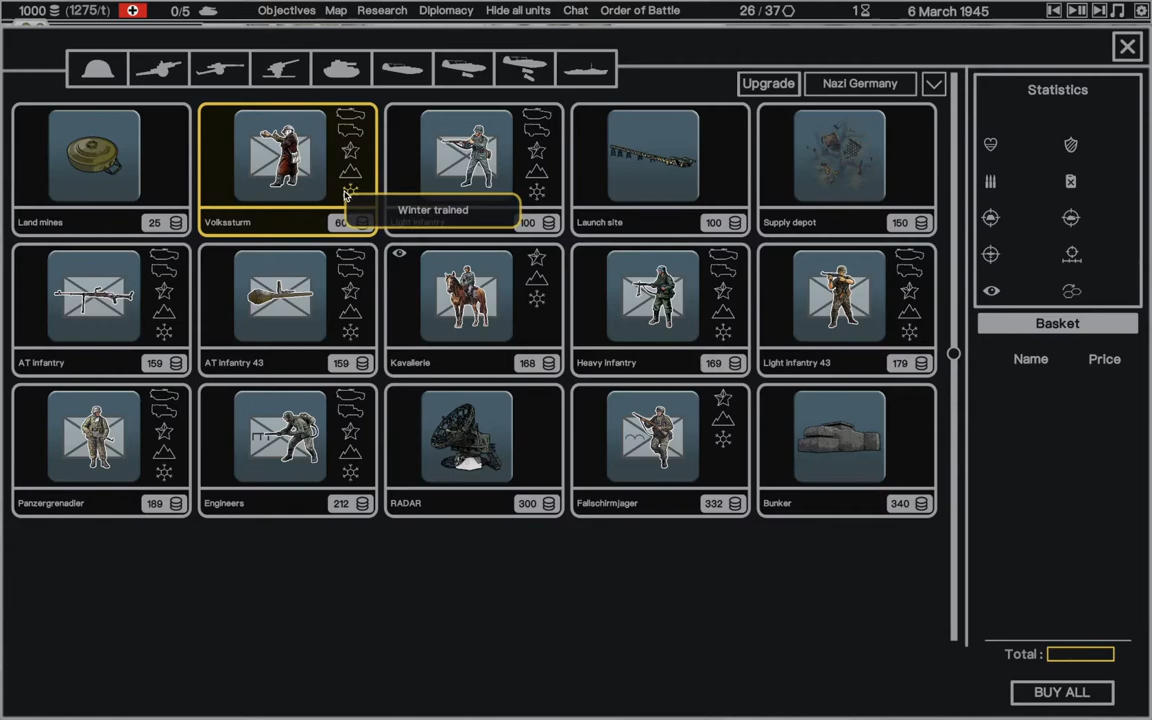 1000 (1275/t) 0/5 Objectives Map Research Diplomacy Hide all units Chat Order of Battle 26 / 37 1 6 March 1945
Upgrade Nazi Germany
Statistics
Winter trained
Land mines 25 Volkssturm 60 Light infantry 100 Launch site 100 Supply depot 150
Basket
Name Price
AT infantry 159 AT infantry 43 159 Kavallerie 168 Heavy infantry 169 Light infantry 43 179
Panzergrenadier 189 Engineers 212 RADAR 300 Fallschirmjager 332 Bunker 340
Total :
BUY ALL